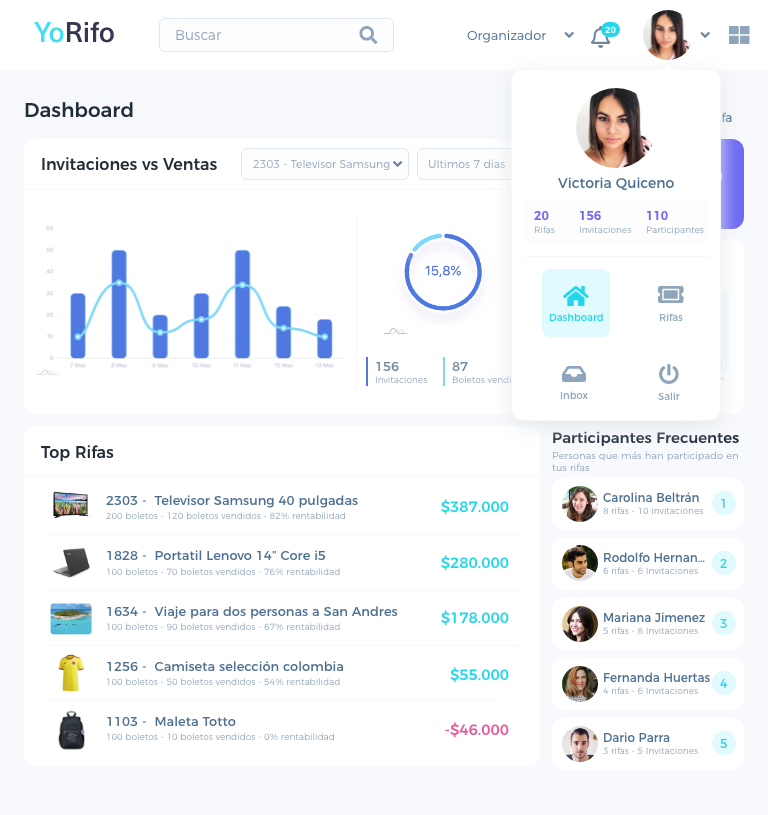 YoRifo
Buscar
Organizador
20
Dashboard
fa
Invitaciones vs Ventas
2303 - Televisor Samsung
Ultimos 7 días
60
50
40
30
20
10
0
7 May
8 May
9 May
10 May
11 May
12 May
13 May
15,8%
156
Invitaciones
87
Boletos vendi
Victoria Quiceno
20
Rifas
156
Invitaciones
110
Participantes
Dashboard
Rifas
Inbox
Salir
Top Rifas
2303 - Televisor Samsung 40 pulgadas
200 boletos - 120 boletos vendidos - 82% rentabilidad
$387.000
1828 - Portatil Lenovo 14” Core i5
100 boletos - 70 boletos vendidos - 76% rentabilidad
$280.000
1634 - Viaje para dos personas a San Andres
100 boletos - 90 boletos vendidos - 67% rentabilidad
$178.000
1256 - Camiseta selección colombia
100 boletos - 50 boletos vendidos - 54% rentabilidad
$55.000
1103 - Maleta Totto
100 boletos - 10 boletos vendidos - 0% rentabilidad
-$46.000
Participantes Frecuentes
Personas que más han participado en
tus rifas
Carolina Beltrán
8 rifas - 10 invitaciones
1
Rodolfo Hernan...
6 rifas - 6 Invitaciones
2
Mariana Jimenez
5 rifas - 8 Invitaciones
3
Fernanda Huertas
4 rifas - 6 Invitaciones
4
Dario Parra
3 rifas - 5 Invitaciones
5